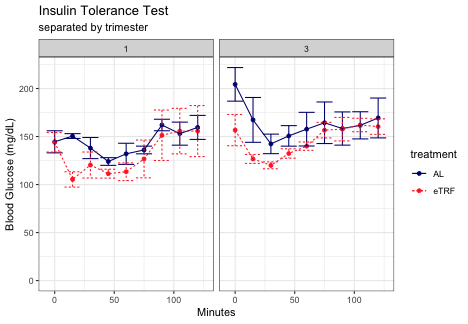 Insulin Tolerance Test
separated by trimester
1
3
Blood Glucose (mg/dL)
200
150
100
50
0
0
50
100
0
50
100
Minutes
treatment
AL
eTRF